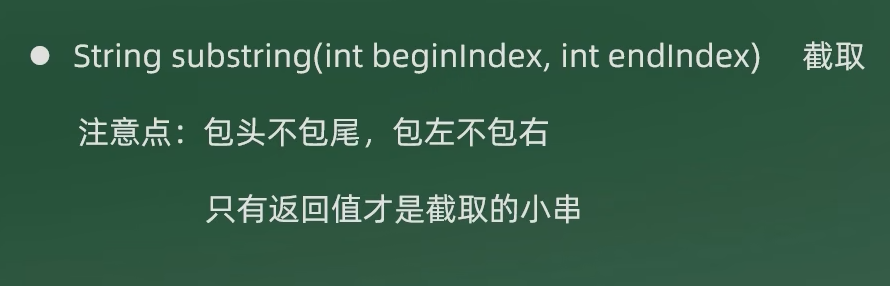 ● String substring(int beginIndex, int endIndex) 截取
注意点：包头不包尾，包左不包右
只有返回值才是截取的小串